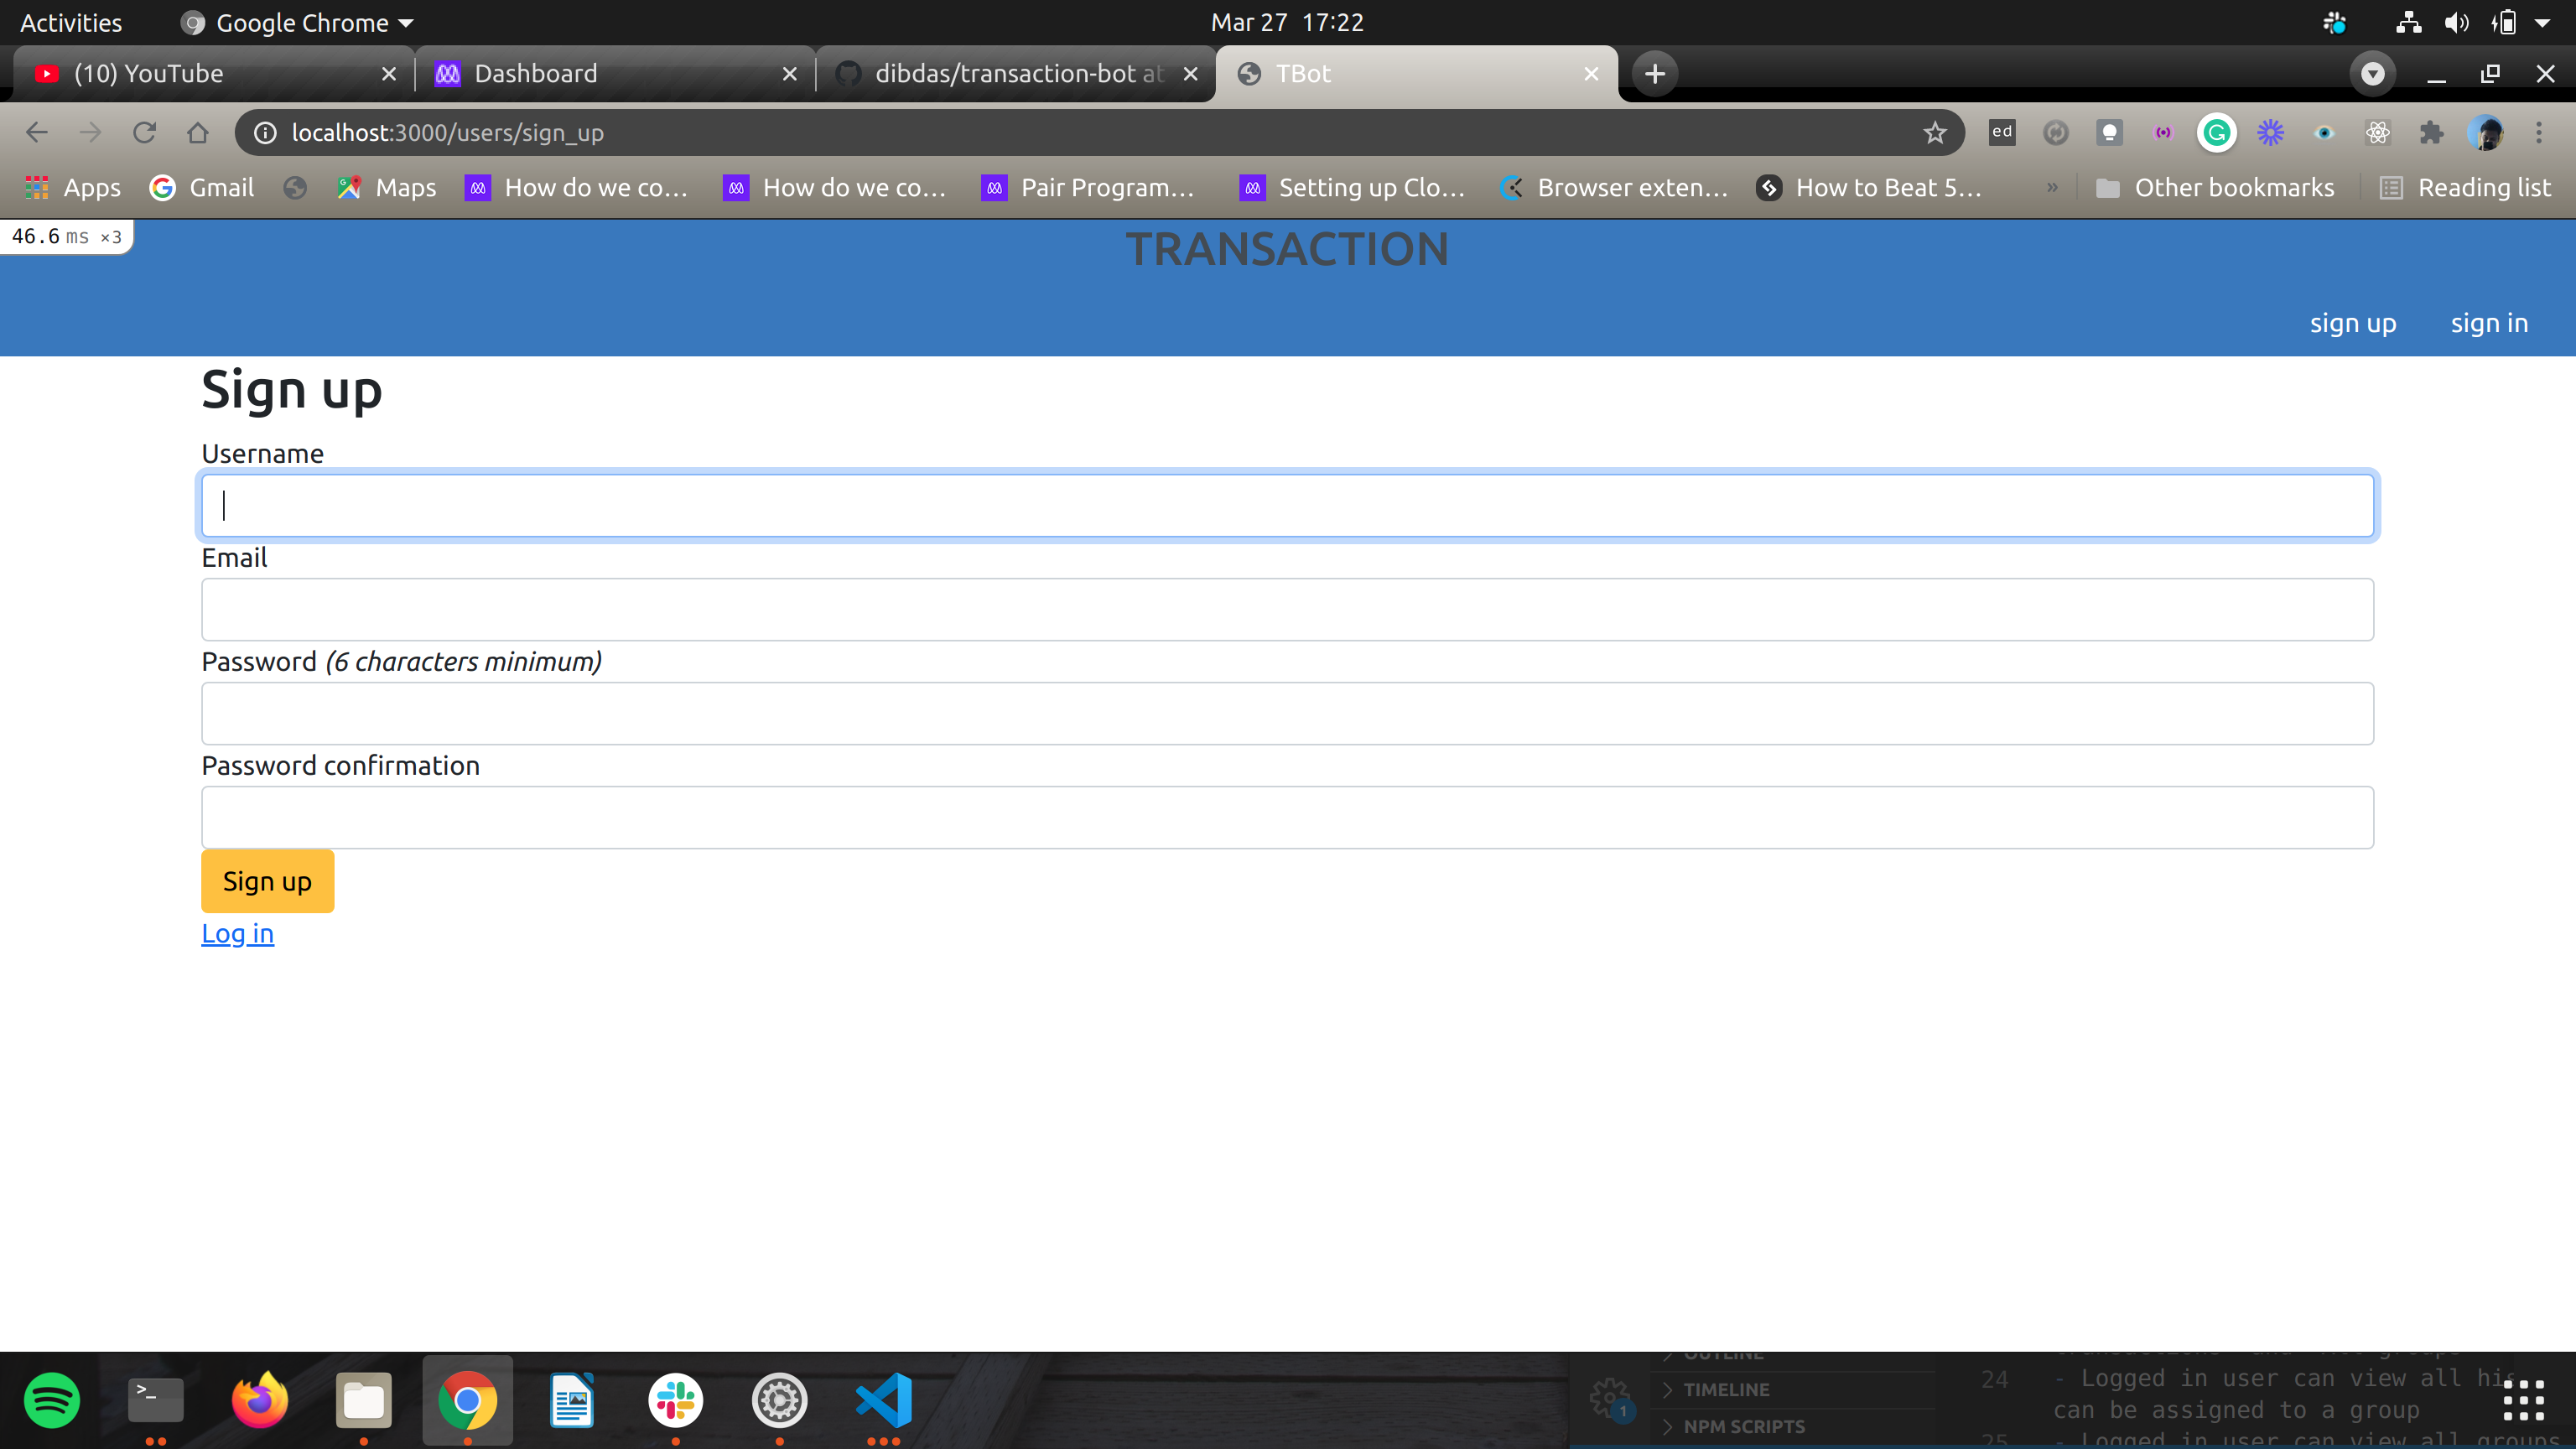 Activities Google Chrome Mar 27 17:22
(10) YouTube Dashboard dibdas/transaction-bot at TBot
localhost:3000/users/sign_up ed
Apps Gmail Maps How do we co... How do we co... Pair Program... Setting up Clo... Browser exten... How to Beat 5... » Other bookmarks Reading list
46.6 ms ×3
TRANSACTION
sign up sign in
Sign up
Username
Email
Password (6 characters minimum)
Password confirmation
Sign up
Log in
OUTLINE
24 - Logged in user can view all his
TIMELINE
can be assigned to a group
1
NPM SCRIPTS
25 - Logged in user can view all groups